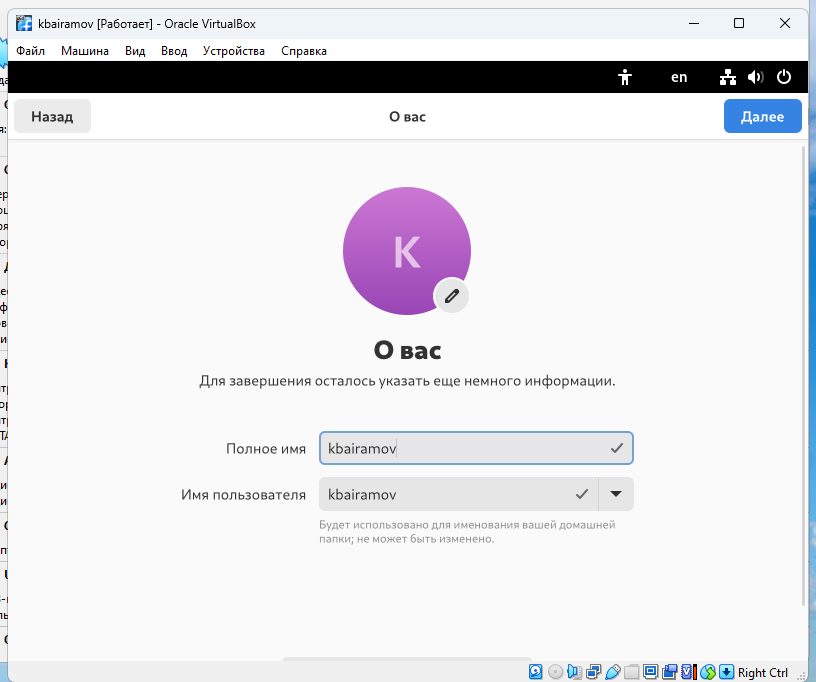 kbairamov [Работает] - Oracle VirtualBox
Файл Машина Вид Ввод Устройства Справка
en
Назад О вас Далее
K
О вас
Для завершения осталось указать еще немного информации.
Полное имя kbairamov
Имя пользователя kbairamov
Будет использовано для именования вашей домашней
папки; не может быть изменено.
Right Ctrl